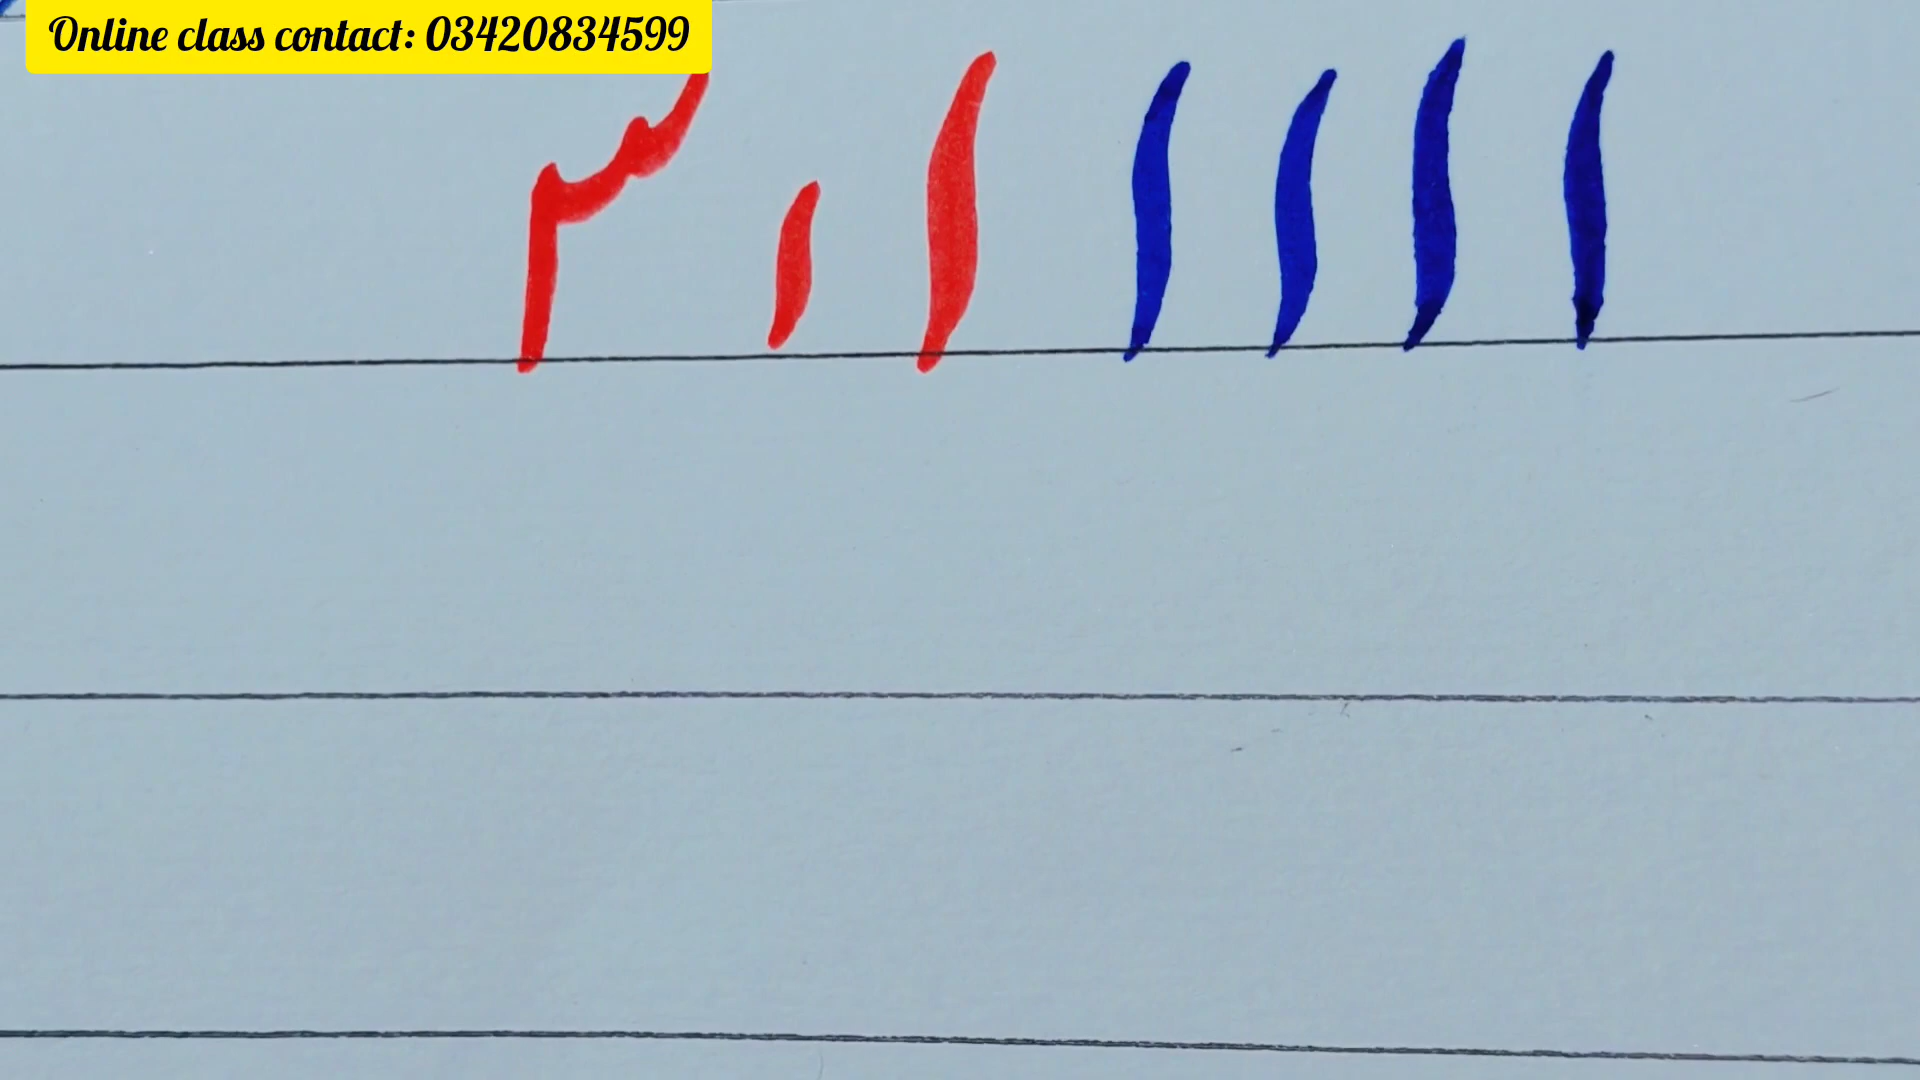 Online class contact: 03420834599
ا ا ا ا ا ا م